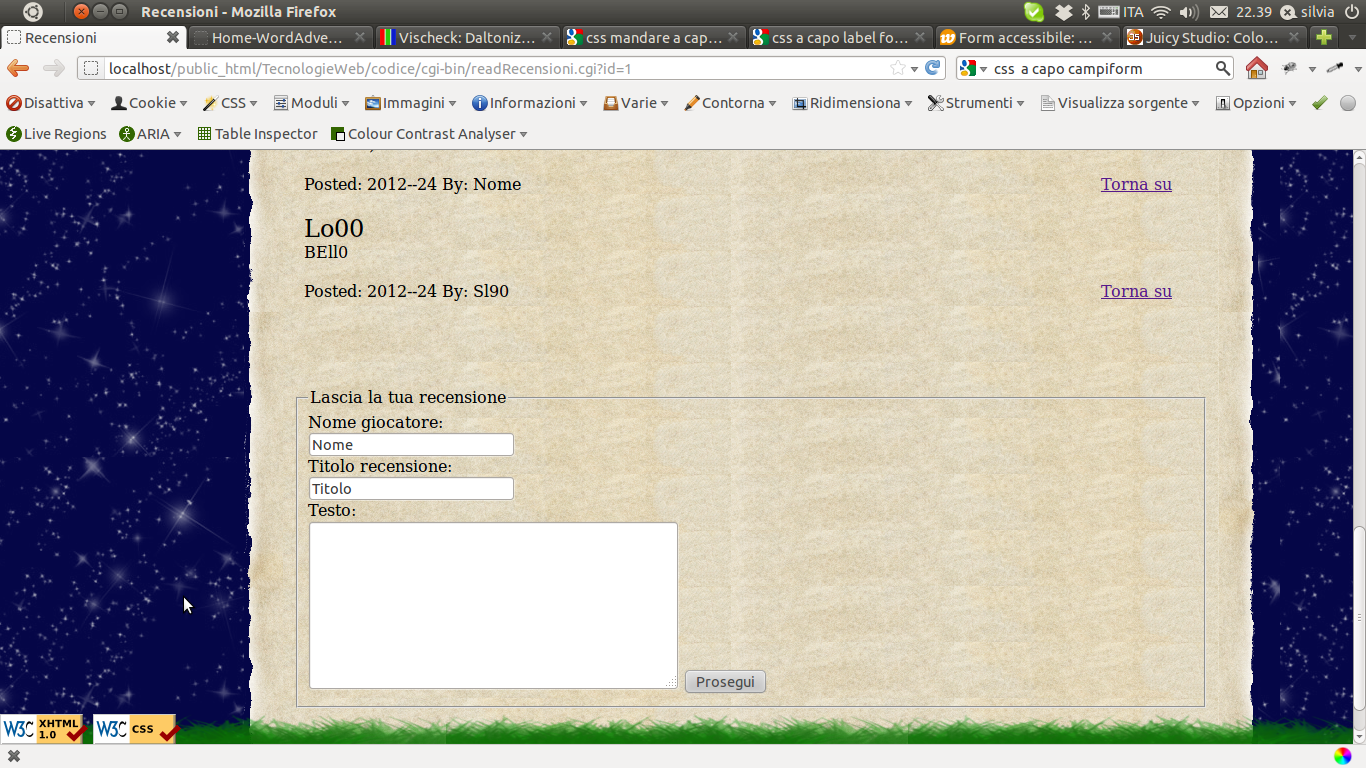 Recensioni - Mozilla Firefox
ITA
22.39
silvia
Recensioni
Home-WordAdve...
Vischeck: Daltoniz...
css mandare a cap...
css a capo label fo...
Form accessibile: ...
Juicy Studio: Colo...
localhost/public_html/TecnologieWeb/codice/cgi-bin/readRecensioni.cgi?id=1
css a capo campiform
Disattiva
Cookie
CSS
Moduli
Immagini
Informazioni
Varie
Contorna
Ridimensiona
Strumenti
Visualizza sorgente
Opzioni
Live Regions
ARIA
Table Inspector
Colour Contrast Analyser
Posted: 2012--24 By: Nome
Torna su
Lo00
BEll0
Posted: 2012--24 By: Sl90
Torna su
Lascia la tua recensione
Nome giocatore:
Nome
Titolo recensione:
Titolo
Testo:
Prosegui
W3C XHTML 1.0
W3C CSS